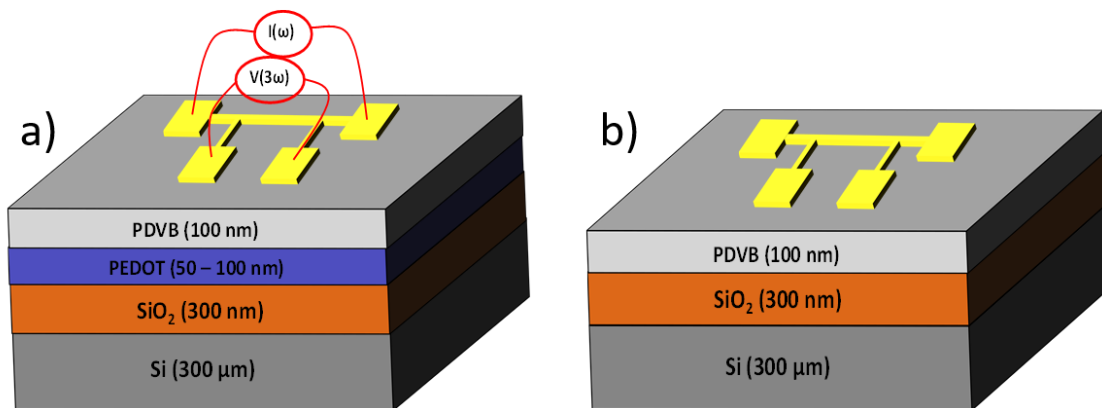 a)
I(ω)
V(3ω)
PDVB (100 nm)
PEDOT (50 – 100 nm)
SiO₂ (300 nm)
Si (300 µm)
b)
PDVB (100 nm)
SiO₂ (300 nm)
Si (300 µm)